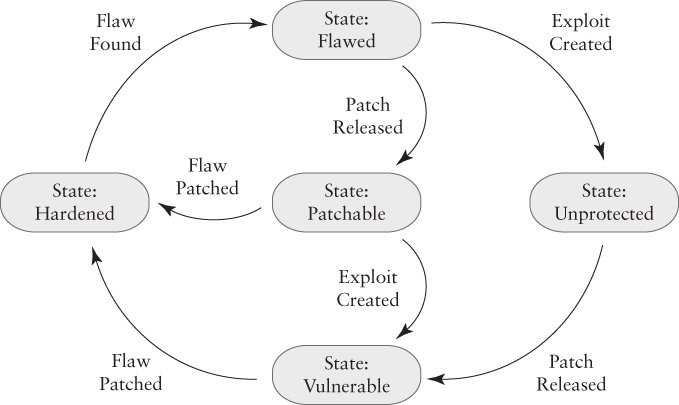 Flaw
Found
State:
Flawed
Exploit
Created
Patch
Released
Flaw
Patched
State:
Hardened
State:
Patchable
State:
Unprotected
Exploit
Created
Flaw
Patched
State:
Vulnerable
Patch
Released